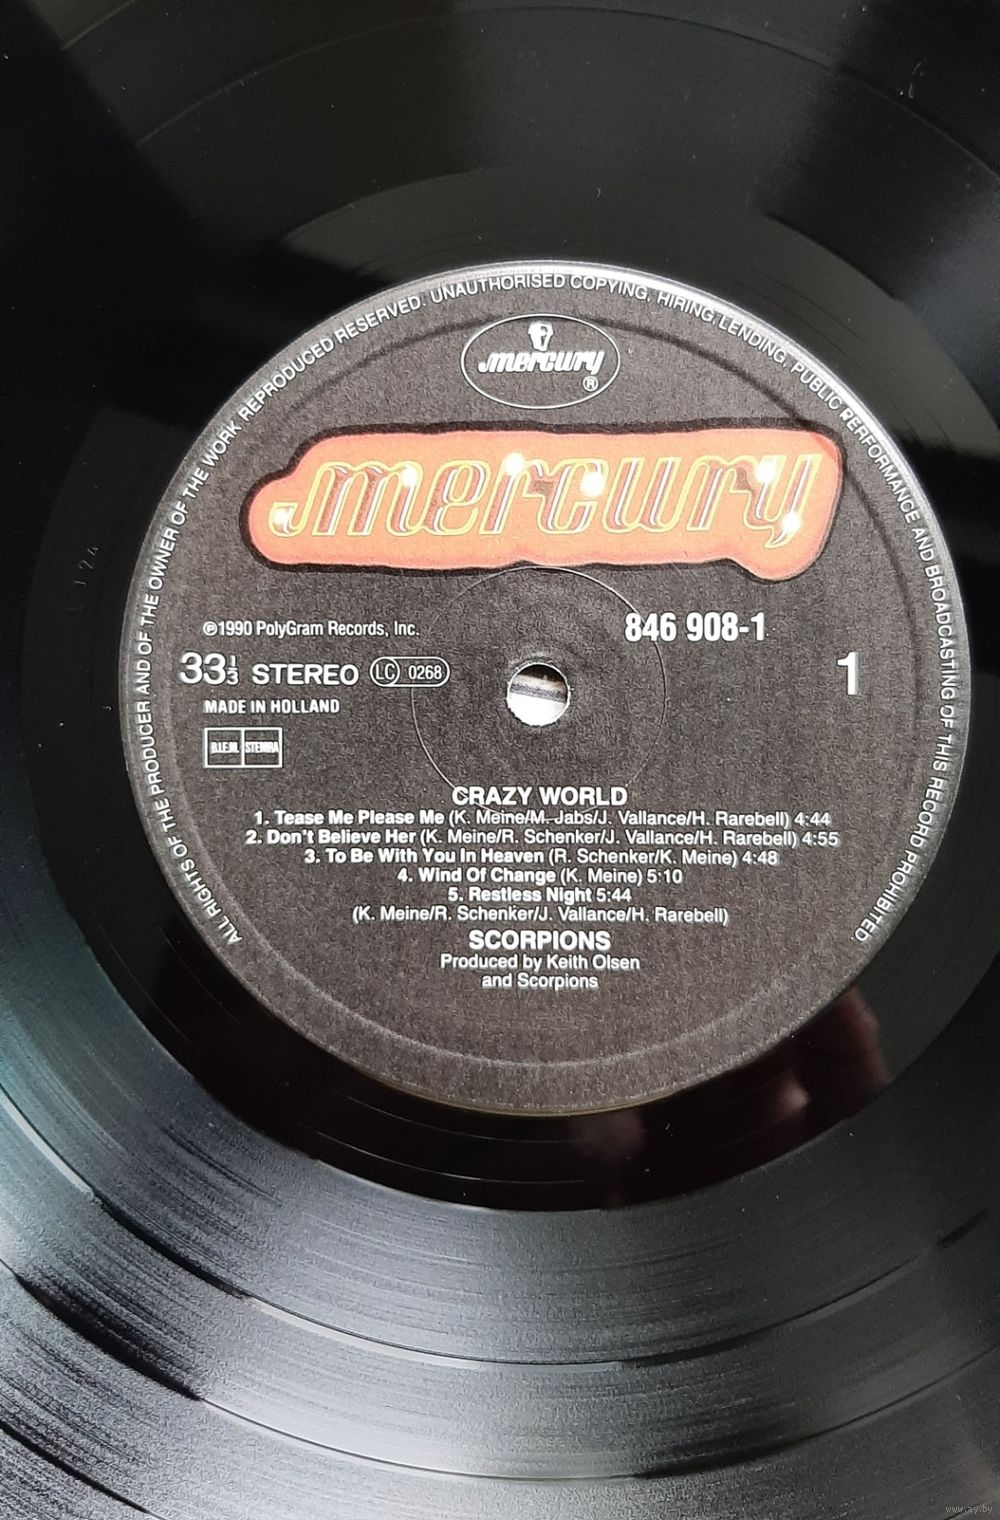 ALL RIGHTS OF THE PRODUCER AND OF THE OWNER OF THE WORK REPRODUCED RESERVED. UNAUTHORISED COPYING, HIRING LENDING, PUBLIC PERFORMANCE AND BROADCASTING OF THIS RECORD PROHIBITED.
mercury
®
mercury
℗1990 PolyGram Records, Inc.
846 908-1
33⅓ STEREO LC 0268
1
MADE IN HOLLAND
B.I.E.M. STEMRA
CRAZY WORLD
1. Tease Me Please Me (K. Meine/M. Jabs/J. Vallance/H. Rarebell) 4:44
2. Don't Believe Her (K. Meine/R. Schenker/J. Vallance/H. Rarebell) 4:55
3. To Be With You In Heaven (R. Schenker/K. Meine) 4:48
4. Wind Of Change (K. Meine) 5:10
5. Restless Night 5:44
(K. Meine/R. Schenker/J. Vallance/H. Rarebell)
SCORPIONS
Produced by Keith Olsen
and Scorpions
www.ay.by